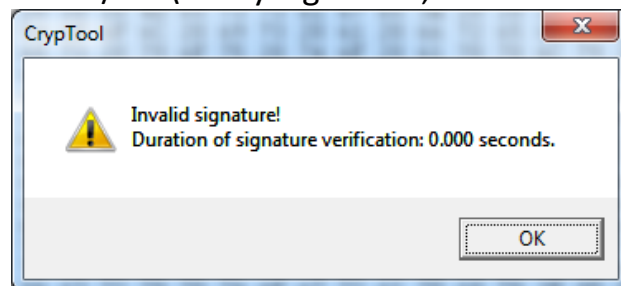 CrypTool
Invalid signature!
Duration of signature verification: 0.000 seconds.
OK